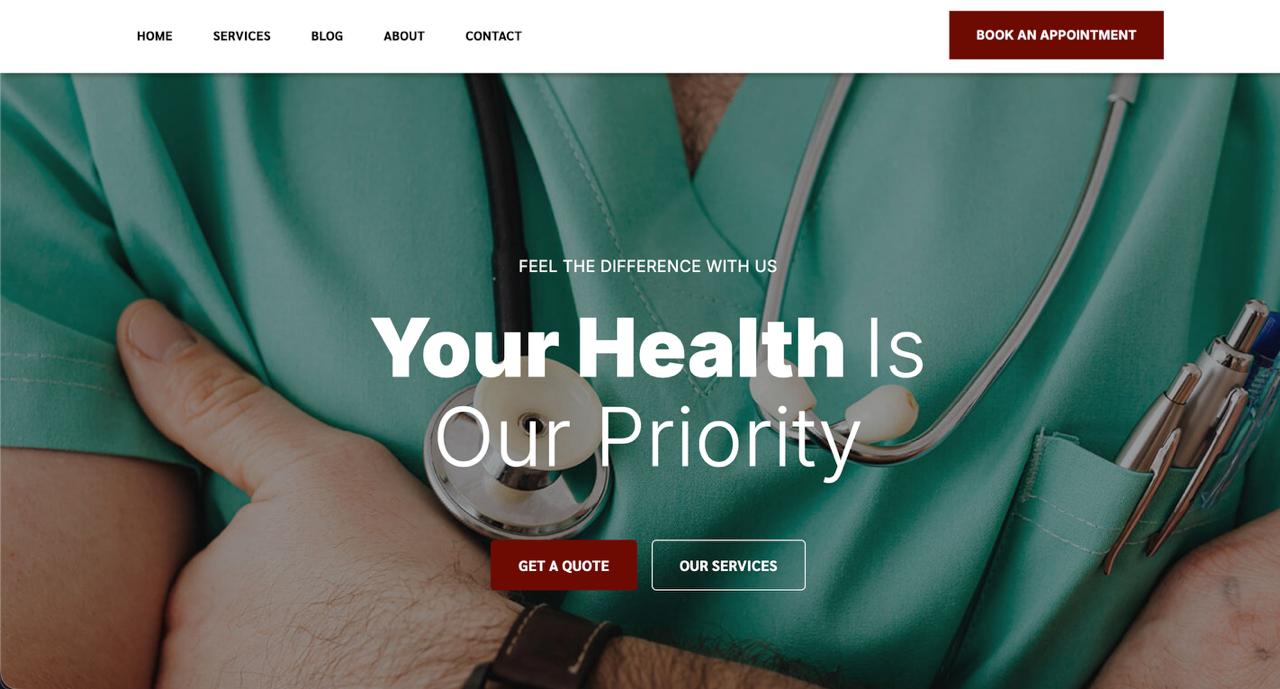 HOME SERVICES BLOG ABOUT CONTACT BOOK AN APPOINTMENT
FEEL THE DIFFERENCE WITH US
Your Health Is
Our Priority
GET A QUOTE OUR SERVICES